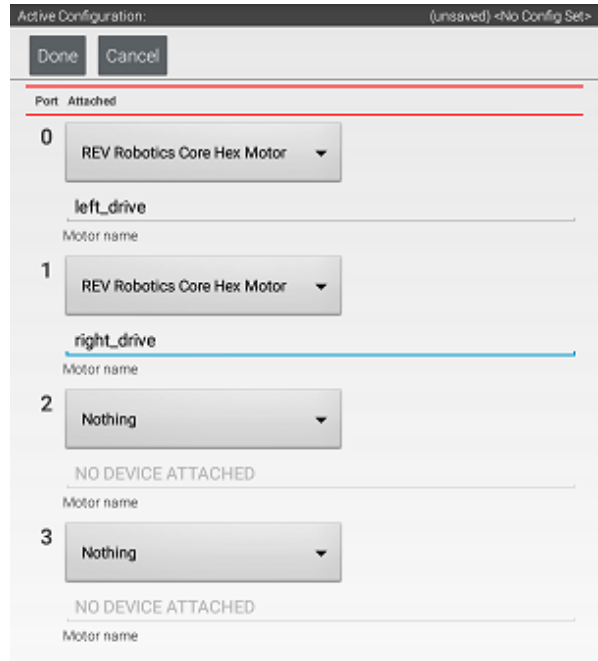 Active Configuration: (unsaved) <No Config Set>
Done Cancel
Port Attached
0 REV Robotics Core Hex Motor
left_drive
Motor name
1 REV Robotics Core Hex Motor
right_drive
Motor name
2 Nothing
NO DEVICE ATTACHED
Motor name
3 Nothing
NO DEVICE ATTACHED
Motor name